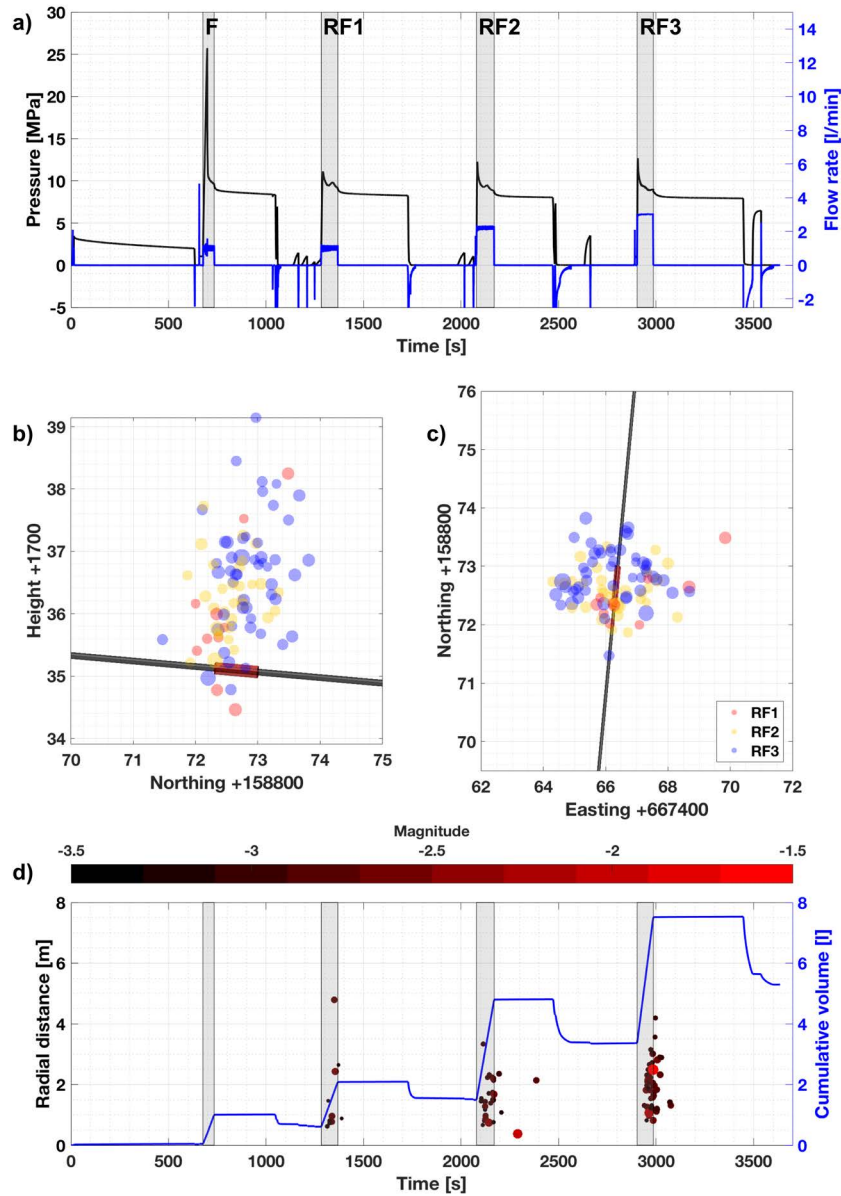 a)
F RF1 RF2 RF3
30
25
20
15
10
5
0
-5
Pressure [MPa]
14
12
10
8
6
4
2
0
-2
Flow rate [l/min]
0 500 1000 1500 2000 2500 3000 3500
Time [s]
b)
39
38
37
36
35
34
Height +1700
70 71 72 73 74 75
Northing +158800
c)
76
75
74
73
72
71
70
Northing +158800
RF1
RF2
RF3
62 64 66 68 70 72
Easting +667400
Magnitude
-3.5 -3 -2.5 -2 -1.5
d)
8
6
4
2
0
Radial distance [m]
8
6
4
2
0
Cumulative volume [l]
0 500 1000 1500 2000 2500 3000 3500
Time [s]